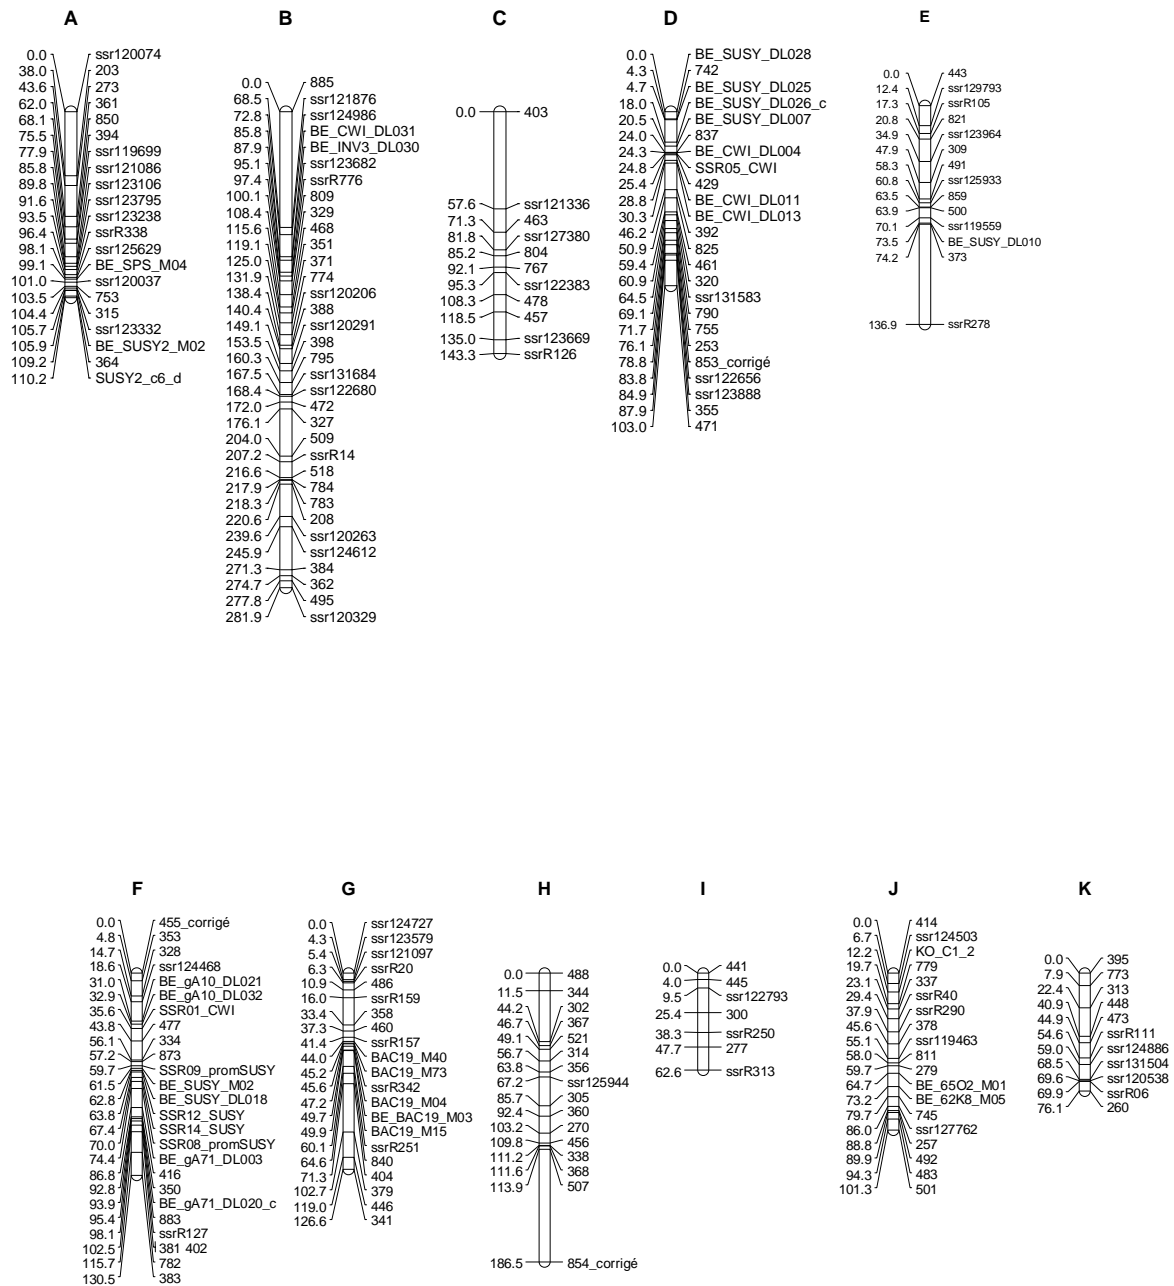 A
0.0 ssr120074
38.0 203
43.6 273
62.0 361
68.1 850
75.5 394
77.9 ssr119699
85.8 ssr121086
89.8 ssr123106
91.6 ssr123795
93.5 ssr123238
96.4 ssrR338
98.1 ssr125629
99.1 BE_SPS_M04
101.0 ssr120037
103.5 753
104.4 315
105.7 ssr123332
105.9 BE_SUSY2_M02
109.2 364
110.2 SUSY2_c6_d
B
0.0 885
68.5 ssr121876
72.8 ssr124986
85.8 BE_CWI_DL031
87.9 BE_INV3_DL030
95.1 ssr123682
97.4 ssrR776
100.1 809
108.4 329
115.6 468
119.1 351
125.0 371
131.9 774
138.4 ssr120206
140.4 388
149.1 ssr120291
153.5 398
160.3 795
167.5 ssr131684
168.4 ssr122680
172.0 472
176.1 327
204.0 509
207.2 ssrR14
216.6 518
217.9 784
218.3 783
220.6 208
239.6 ssr120263
245.9 ssr124612
271.3 384
274.7 362
277.8 495
281.9 ssr120329
C
0.0 403
57.6 ssr121336
71.3 463
81.8 ssr127380
85.2 804
92.1 767
95.3 ssr122383
108.3 478
118.5 457
135.0 ssr123669
143.3 ssrR126
D
0.0 BE_SUSY_DL028
4.3 742
4.7 BE_SUSY_DL025
18.0 BE_SUSY_DL026_c
20.5 BE_SUSY_DL007
24.0 837
24.3 BE_CWI_DL004
24.8 SSR05_CWI
25.4 429
28.8 BE_CWI_DL011
30.3 BE_CWI_DL013
46.2 392
50.9 825
59.4 461
60.9 320
64.5 ssr131583
69.1 790
71.7 755
76.1 253
78.8 853_corrigé
83.8 ssr122656
84.9 ssr123888
87.9 355
103.0 471
E
0.0 443
12.4 ssr129793
17.3 ssrR105
20.8 821
34.9 ssr123964
47.9 309
58.3 491
60.8 ssr125933
63.5 859
63.9 500
70.1 ssr119559
73.5 BE_SUSY_DL010
74.2 373
136.9 ssrR278
F
0.0 455_corrigé
4.8 353
14.7 328
18.6 ssr124468
31.0 BE_gA10_DL021
32.9 BE_gA10_DL032
35.6 SSR01_CWI
43.8 477
56.1 334
57.2 873
59.7 SSR09_promSUSY
61.5 BE_SUSY_M02
62.8 BE_SUSY_DL018
63.8 SSR12_SUSY
67.4 SSR14_SUSY
70.0 SSR08_promSUSY
74.4 BE_gA71_DL003
86.8 416
92.8 350
93.9 BE_gA71_DL020_c
95.4 883
98.1 ssrR127
102.5 381 402
115.7 782
130.5 383
G
0.0 ssr124727
4.3 ssr123579
5.4 ssr121097
6.3 ssrR20
10.9 486
16.0 ssrR159
33.4 358
37.3 460
41.4 ssrR157
44.0 BAC19_M40
45.2 BAC19_M73
45.6 ssrR342
47.2 BAC19_M04
49.7 BE_BAC19_M03
49.9 BAC19_M15
60.1 ssrR251
64.6 840
71.3 404
102.7 379
119.0 446
126.6 341
H
0.0 488
11.5 344
44.2 302
46.7 367
49.1 521
56.7 314
63.8 356
67.2 ssr125944
85.7 305
92.4 360
103.2 270
109.8 456
111.2 338
111.6 368
113.9 507
186.5 854_corrigé
I
0.0 441
4.0 445
9.5 ssr122793
25.4 300
38.3 ssrR250
47.7 277
62.6 ssrR313
J
0.0 414
6.7 ssr124503
12.2 KO_C1_2
19.7 779
23.1 337
29.4 ssrR40
37.9 ssrR290
45.6 378
55.1 ssr119463
58.0 811
59.7 279
64.7 BE_65O2_M01
73.2 BE_62K8_M05
79.7 745
86.0 ssr127762
88.8 257
89.9 492
94.3 483
101.3 501
K
0.0 395
7.9 773
22.4 313
40.9 448
44.9 473
54.6 ssrR111
59.0 ssr124886
68.5 ssr131504
69.6 ssr120538
69.9 ssrR06
76.1 260